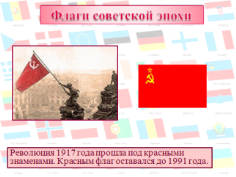 Флаги советской эпохи
Революция 1917 года прошла под красными
знаменами. Красным флаг оставался до 1991 года.